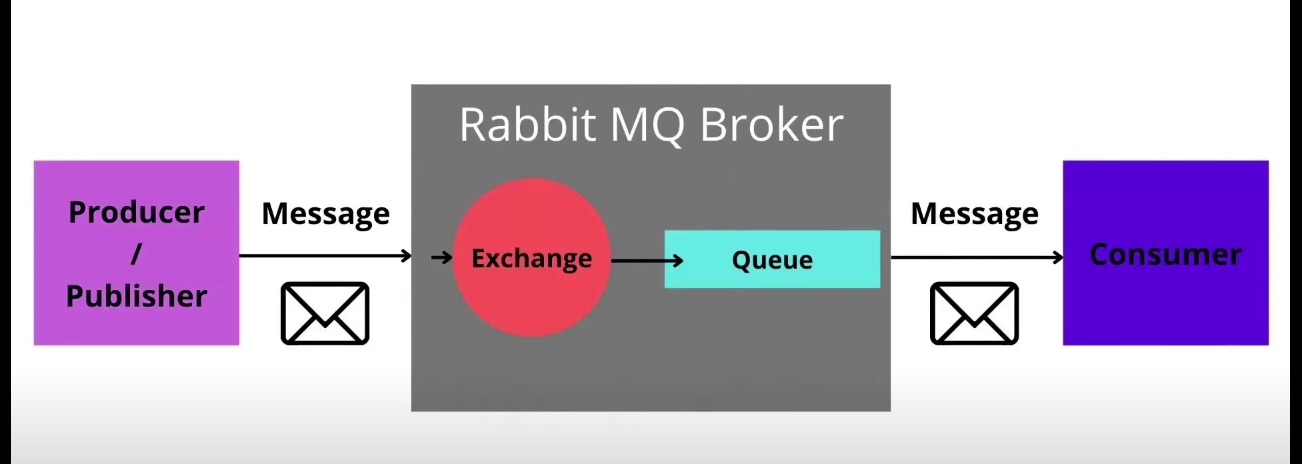 Rabbit MQ Broker
Producer
/
Publisher
Message
Exchange
Queue
Message
Consumer